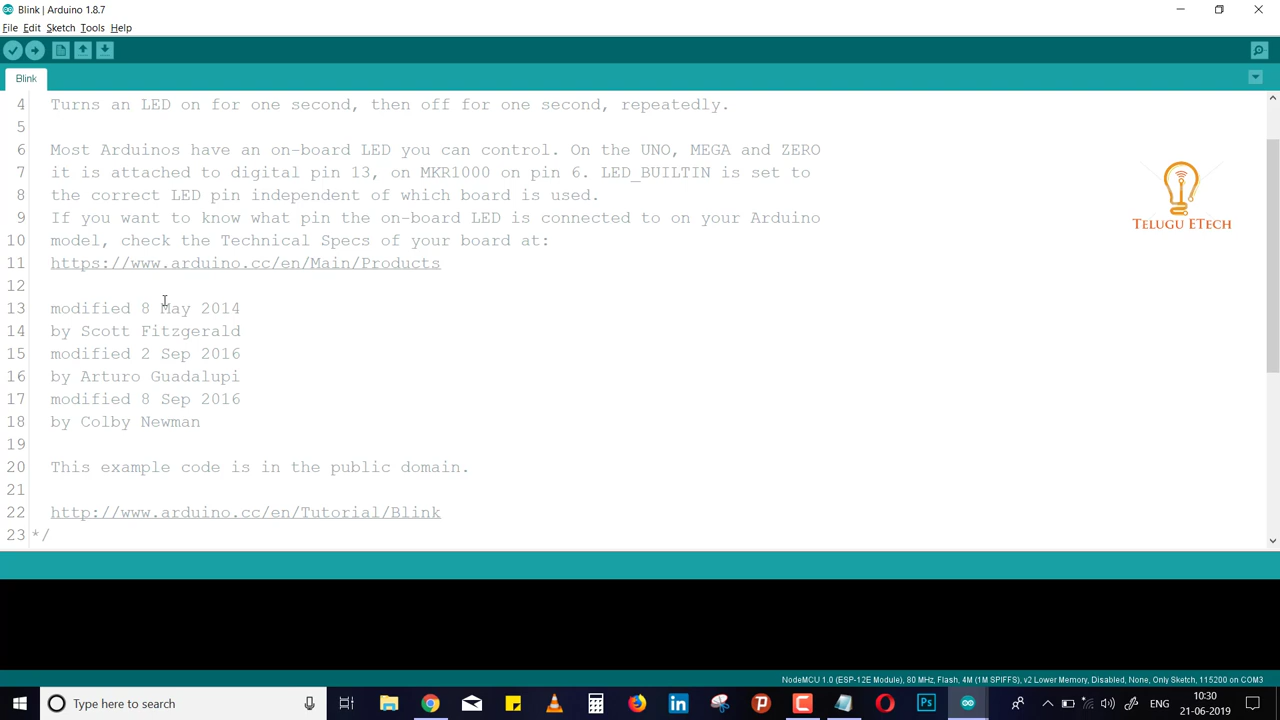 Blink | Arduino 1.8.7
File Edit Sketch Tools Help
Blink
4 Turns an LED on for one second, then off for one second, repeatedly.
5
6 Most Arduinos have an on-board LED you can control. On the UNO, MEGA and ZERO
7 it is attached to digital pin 13, on MKR1000 on pin 6. LED_BUILTIN is set to
8 the correct LED pin independent of which board is used.
9 If you want to know what pin the on-board LED is connected to on your Arduino
10 model, check the Technical Specs of your board at:
11 https://www.arduino.cc/en/Main/Products
12
13 modified 8 May 2014
14 by Scott Fitzgerald
15 modified 2 Sep 2016
16 by Arturo Guadalupi
17 modified 8 Sep 2016
18 by Colby Newman
19
20 This example code is in the public domain.
21
22 http://www.arduino.cc/en/Tutorial/Blink
23 */
TELUGU ETECH
NodeMCU 1.0 (ESP-12E Module), 80 MHz, Flash, 4M (1M SPIFFS), v2 Lower Memory, Disabled, None, Only Sketch, 115200 on COM3
Type here to search
Ps
ENG
10:30
21-06-2019